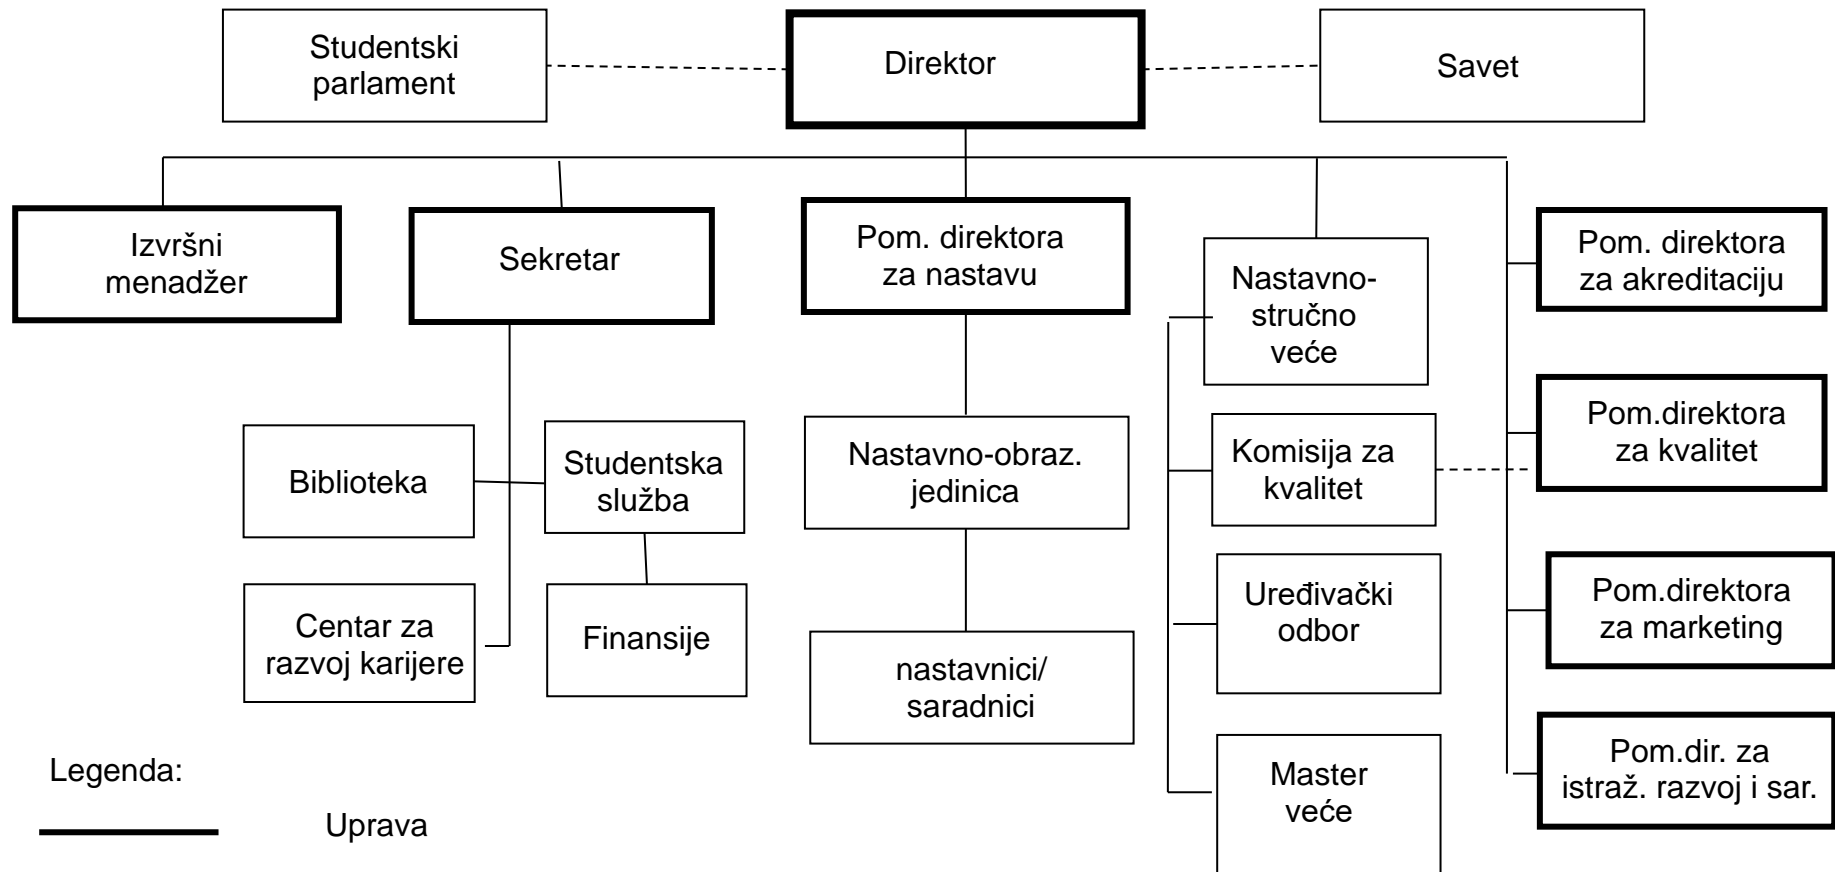 Studentski
parlament
Direktor
Savet
Izvršni
menadžer
Sekretar
Pom. direktora
za nastavu
Nastavno-
stručno
veće
Pom. direktora
za akreditaciju
Biblioteka
Studentska
služba
Nastavno-obraz.
jedinica
Komisija za
kvalitet
Pom.direktora
za kvalitet
Centar za
razvoj karijere
Finansije
nastavnici/
saradnici
Uređivački
odbor
Pom.direktora
za marketing
Master
veće
Pom.dir. za
istraž. razvoj i sar.
Legenda:
Uprava